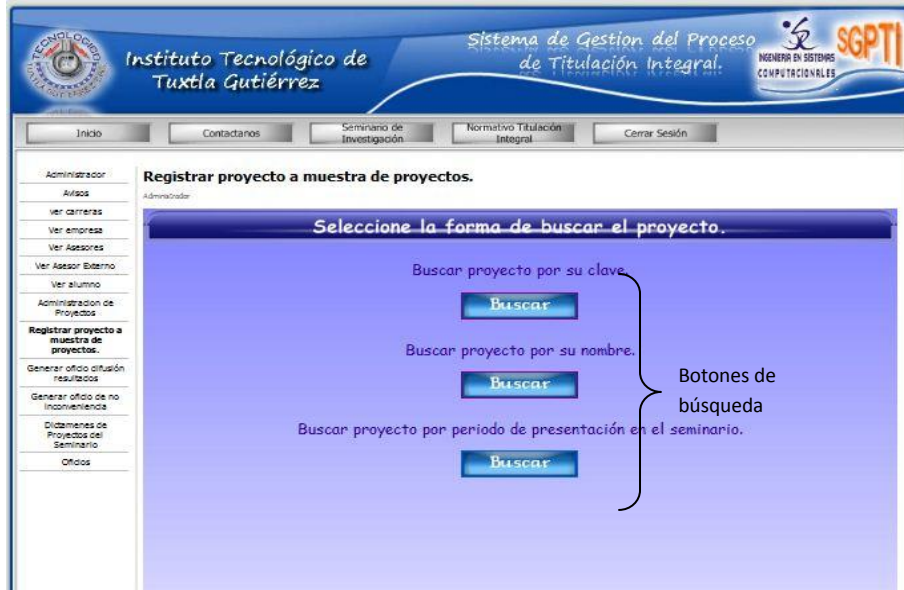 Instituto Tecnológico de
Tuxtla Gutiérrez
Sistema de Gestion del Proceso
de Titulación Integral.
INGENIERIA EN SISTEMAS
COMPUTACIONALES
SGPTI
Inicio
Contactanos
Seminario de
Investigación
Normativo Titulación
Integral
Cerrar Sesión
Administrador
Avisos
ver carreras
Ver empresa
Ver Asesores
Ver Asesor Externo
Ver alumno
Administracion de
Proyectos
Registrar proyecto a
muestra de
proyectos.
Generar oficio difusión
resultados
Generar oficio de no
inconveniencia
Dictamenes de
Proyectos del
Seminario
Oficios
Registrar proyecto a muestra de proyectos.
Administrador
Seleccione la forma de buscar el proyecto.
Buscar proyecto por su clave.
Buscar
Buscar proyecto por su nombre.
Buscar
Buscar proyecto por periodo de presentación en el seminario.
Buscar
Botones de
búsqueda